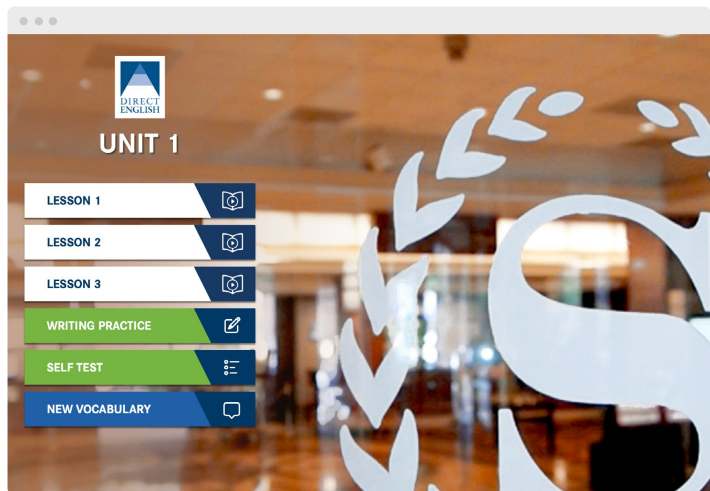 DIRECT
ENGLISH
UNIT 1
LESSON 1
LESSON 2
LESSON 3
WRITING PRACTICE
SELF TEST
NEW VOCABULARY
S